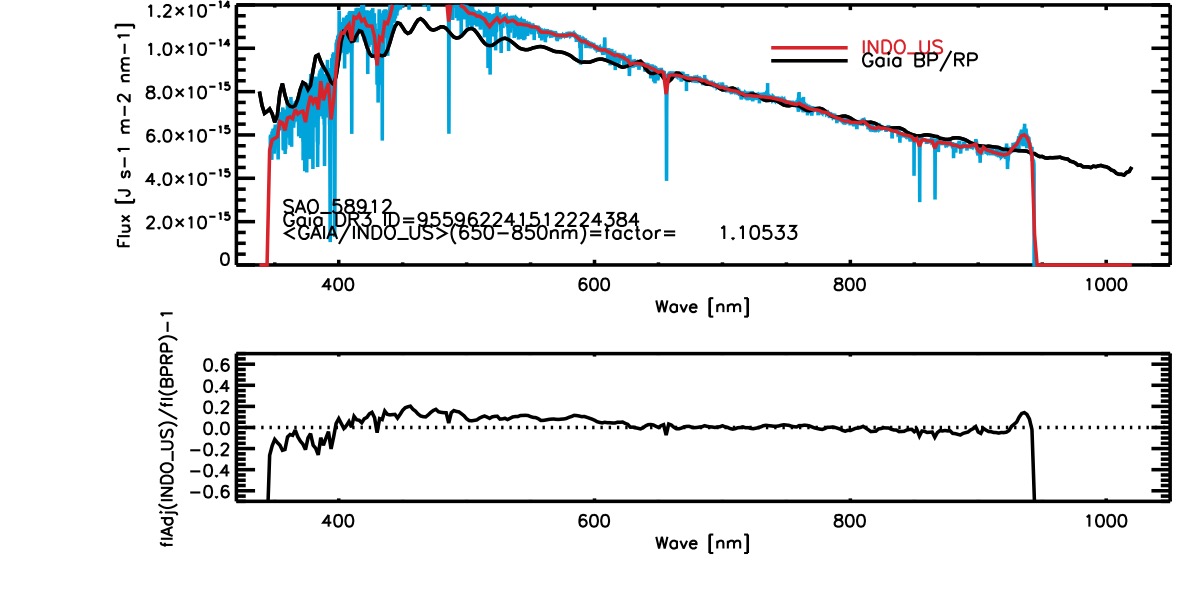 1.2×10⁻¹⁴
1.0×10⁻¹⁴
8.0×10⁻¹⁵
6.0×10⁻¹⁵
4.0×10⁻¹⁵
2.0×10⁻¹⁵
0
Flux [J s−1 m−2 nm−1]
INDO_US
Gaia BP/RP
SAO_58912
Gaia DR3 ID=955962241512224384
<GAIA/INDO_US>(650−850nm)=factor= 1.10533
400 600 800 1000
Wave [nm]
flAdj(INDO_US)/fl(BPRP)−1
0.6
0.4
0.2
0.0
−0.2
−0.4
−0.6
400 600 800 1000
Wave [nm]